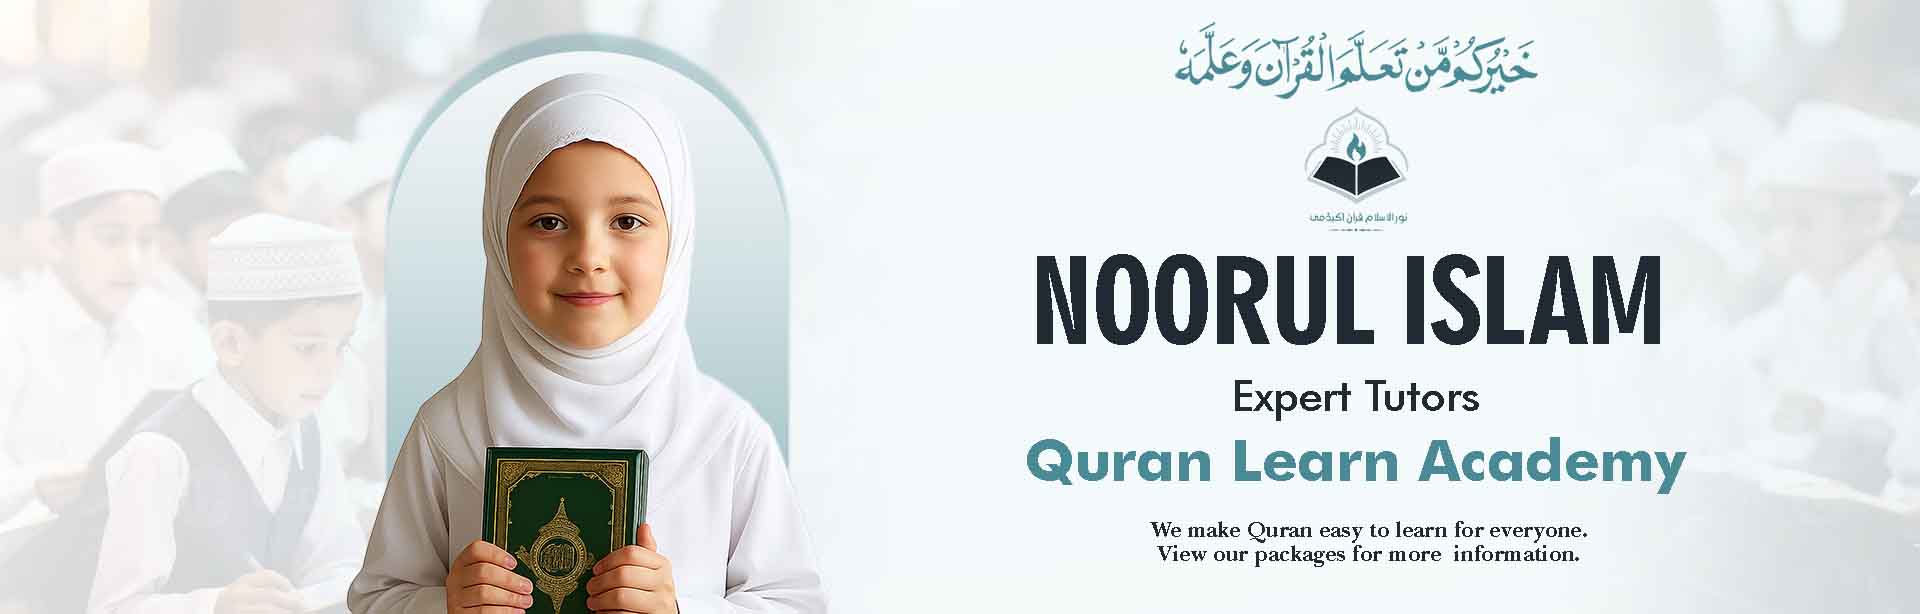 خَيْرُكُمْ مَّنْ تَعَلَّمَ الْقُرْآنَ وَعَلَّمَهُ
نور الاسلام قرآن اکیڈمی
NOORUL ISLAM
Expert Tutors
Quran Learn Academy
We make Quran easy to learn for everyone.
View our packages for more information.